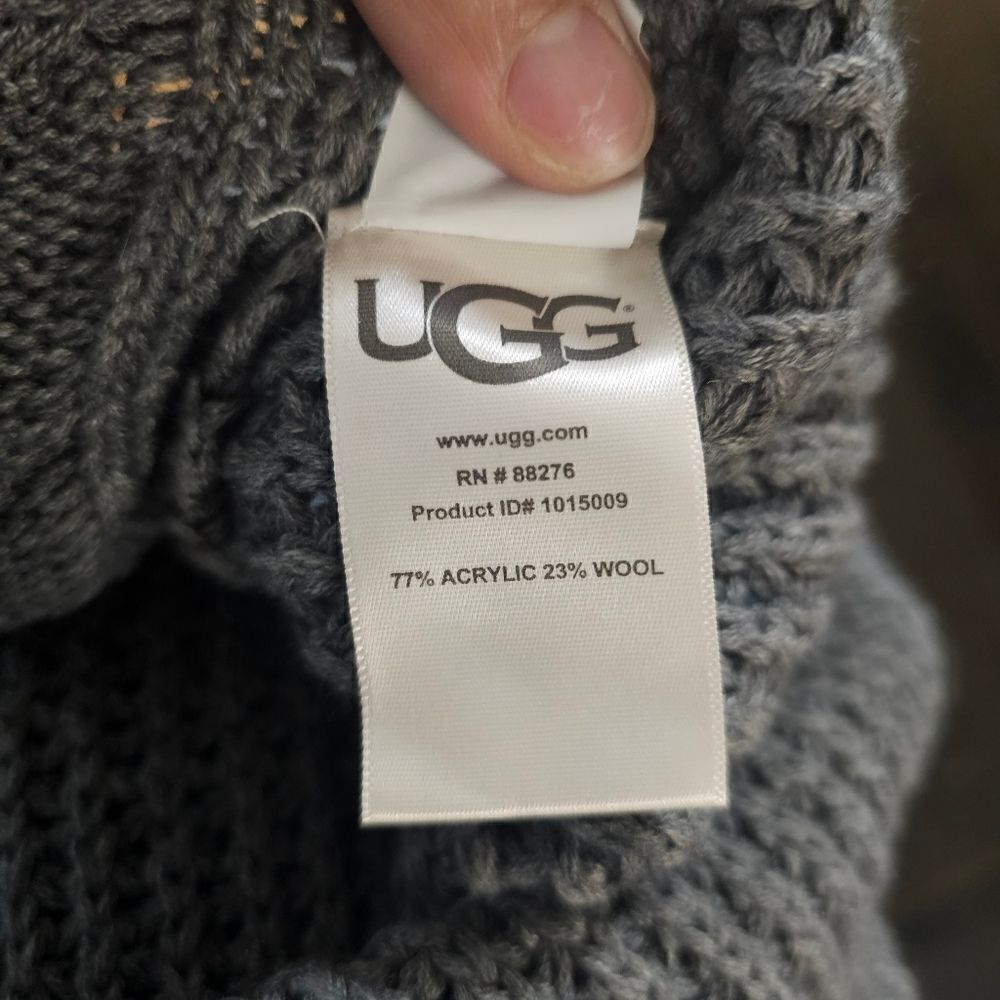 UGG®
www.ugg.com
RN # 88276
Product ID# 1015009
77% ACRYLIC 23% WOOL